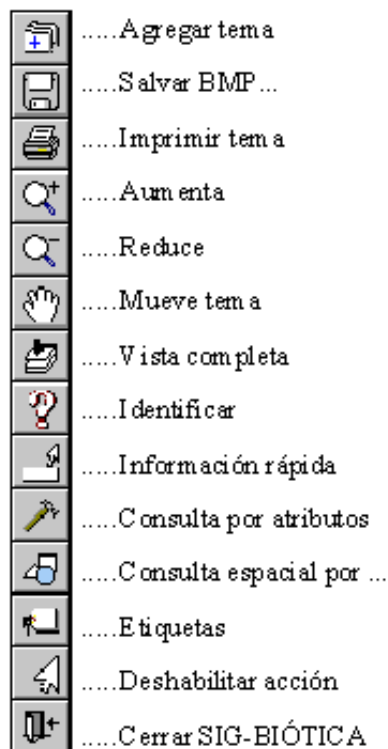 .....Agregar tema
.....Salvar BMP...
.....Imprimir tema
.....Aumenta
.....Reduce
.....Mueve tema
.....Vista completa
.....Identificar
.....Información rápida
.....Consulta por atributos
.....Consulta espacial por ...
.....Etiquetas
.....Deshabilitar acción
.....Cerrar SIG-BIÓTICA